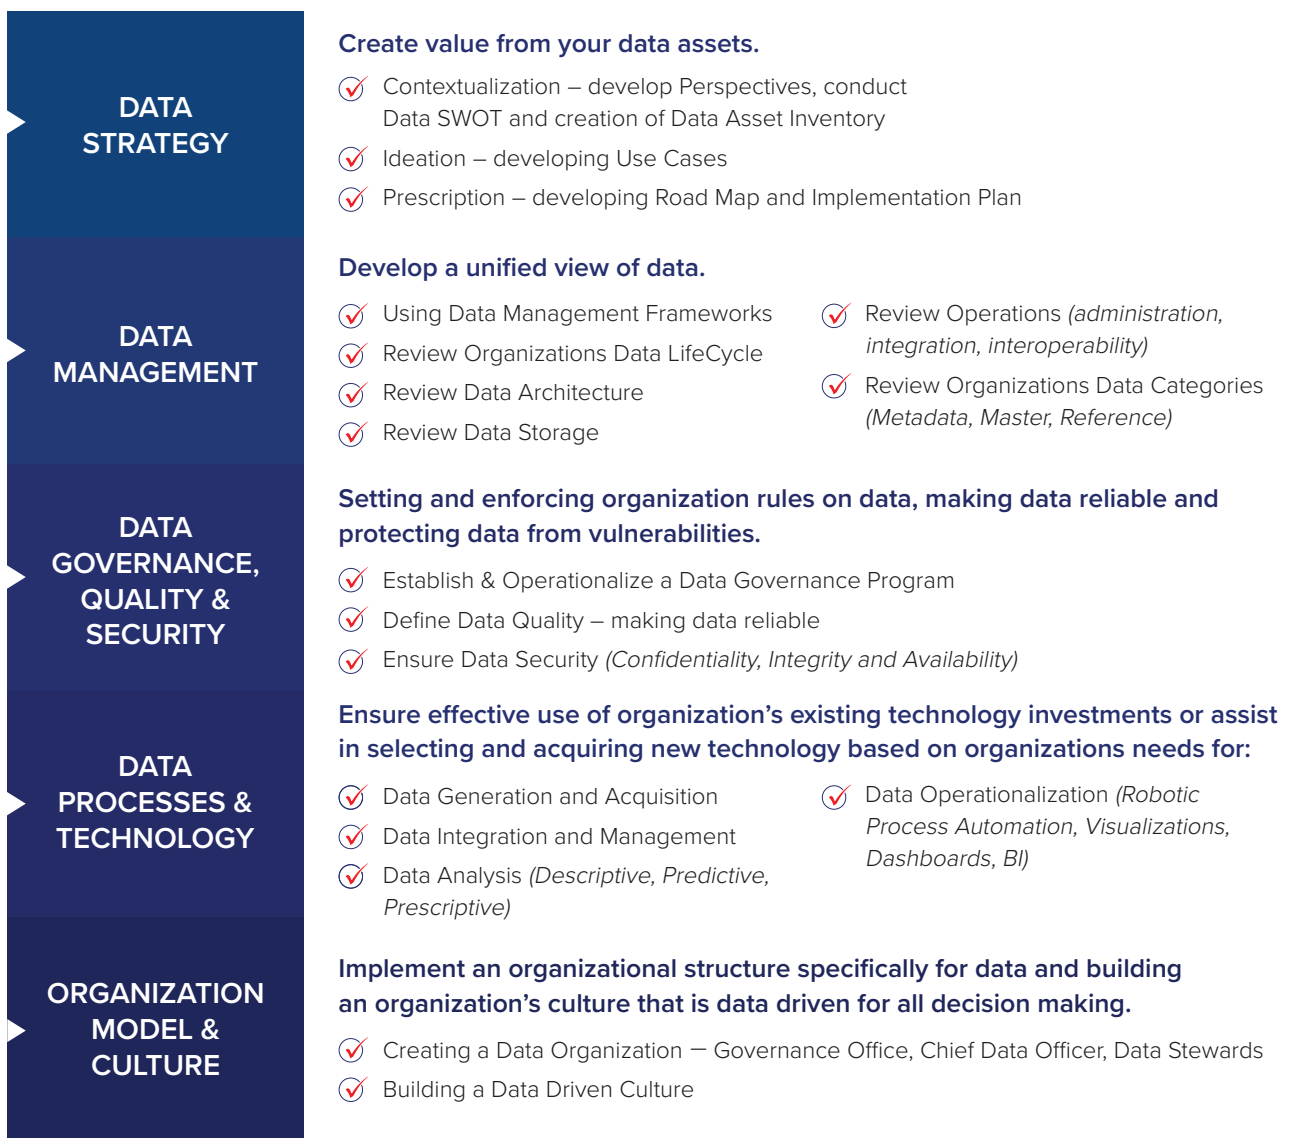 DATA
STRATEGY
Create value from your data assets.
Contextualization – develop Perspectives, conduct
Data SWOT and creation of Data Asset Inventory
Ideation – developing Use Cases
Prescription – developing Road Map and Implementation Plan
DATA
MANAGEMENT
Develop a unified view of data.
Using Data Management Frameworks
Review Organizations Data LifeCycle
Review Data Architecture
Review Data Storage
Review Operations (administration,
integration, interoperability)
Review Organizations Data Categories
(Metadata, Master, Reference)
DATA
GOVERNANCE,
QUALITY &
SECURITY
Setting and enforcing organization rules on data, making data reliable and
protecting data from vulnerabilities.
Establish & Operationalize a Data Governance Program
Define Data Quality – making data reliable
Ensure Data Security (Confidentiality, Integrity and Availability)
DATA
PROCESSES &
TECHNOLOGY
Ensure effective use of organization’s existing technology investments or assist
in selecting and acquiring new technology based on organizations needs for:
Data Generation and Acquisition
Data Integration and Management
Data Analysis (Descriptive, Predictive,
Prescriptive)
Data Operationalization (Robotic
Process Automation, Visualizations,
Dashboards, BI)
ORGANIZATION
MODEL &
CULTURE
Implement an organizational structure specifically for data and building
an organization’s culture that is data driven for all decision making.
Creating a Data Organization — Governance Office, Chief Data Officer, Data Stewards
Building a Data Driven Culture